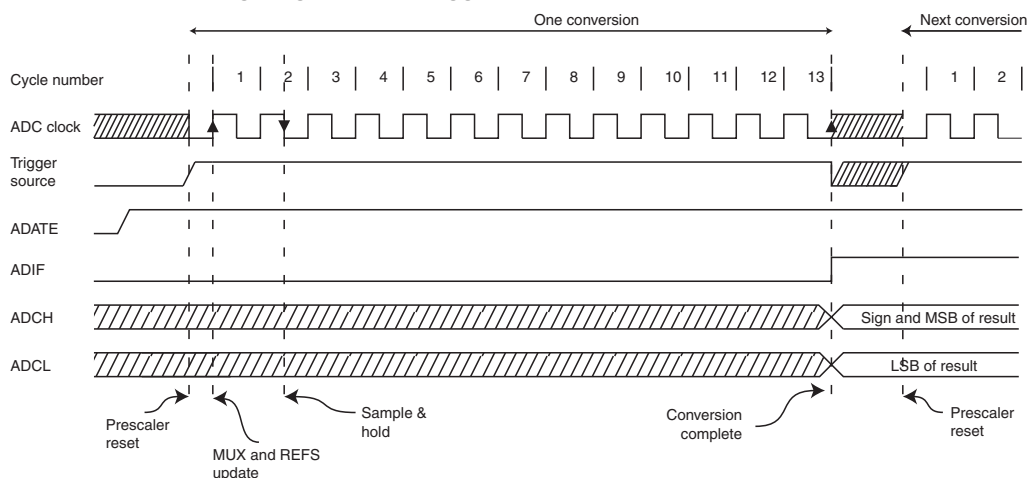 One conversion Next conversion
Cycle number 1 2 3 4 5 6 7 8 9 10 11 12 13 1 2
ADC clock
Trigger
source
ADATE
ADIF
ADCH Sign and MSB of result
ADCL LSB of result
Prescaler
reset
MUX and REFS
update
Sample &
hold
Conversion
complete
Prescaler
reset